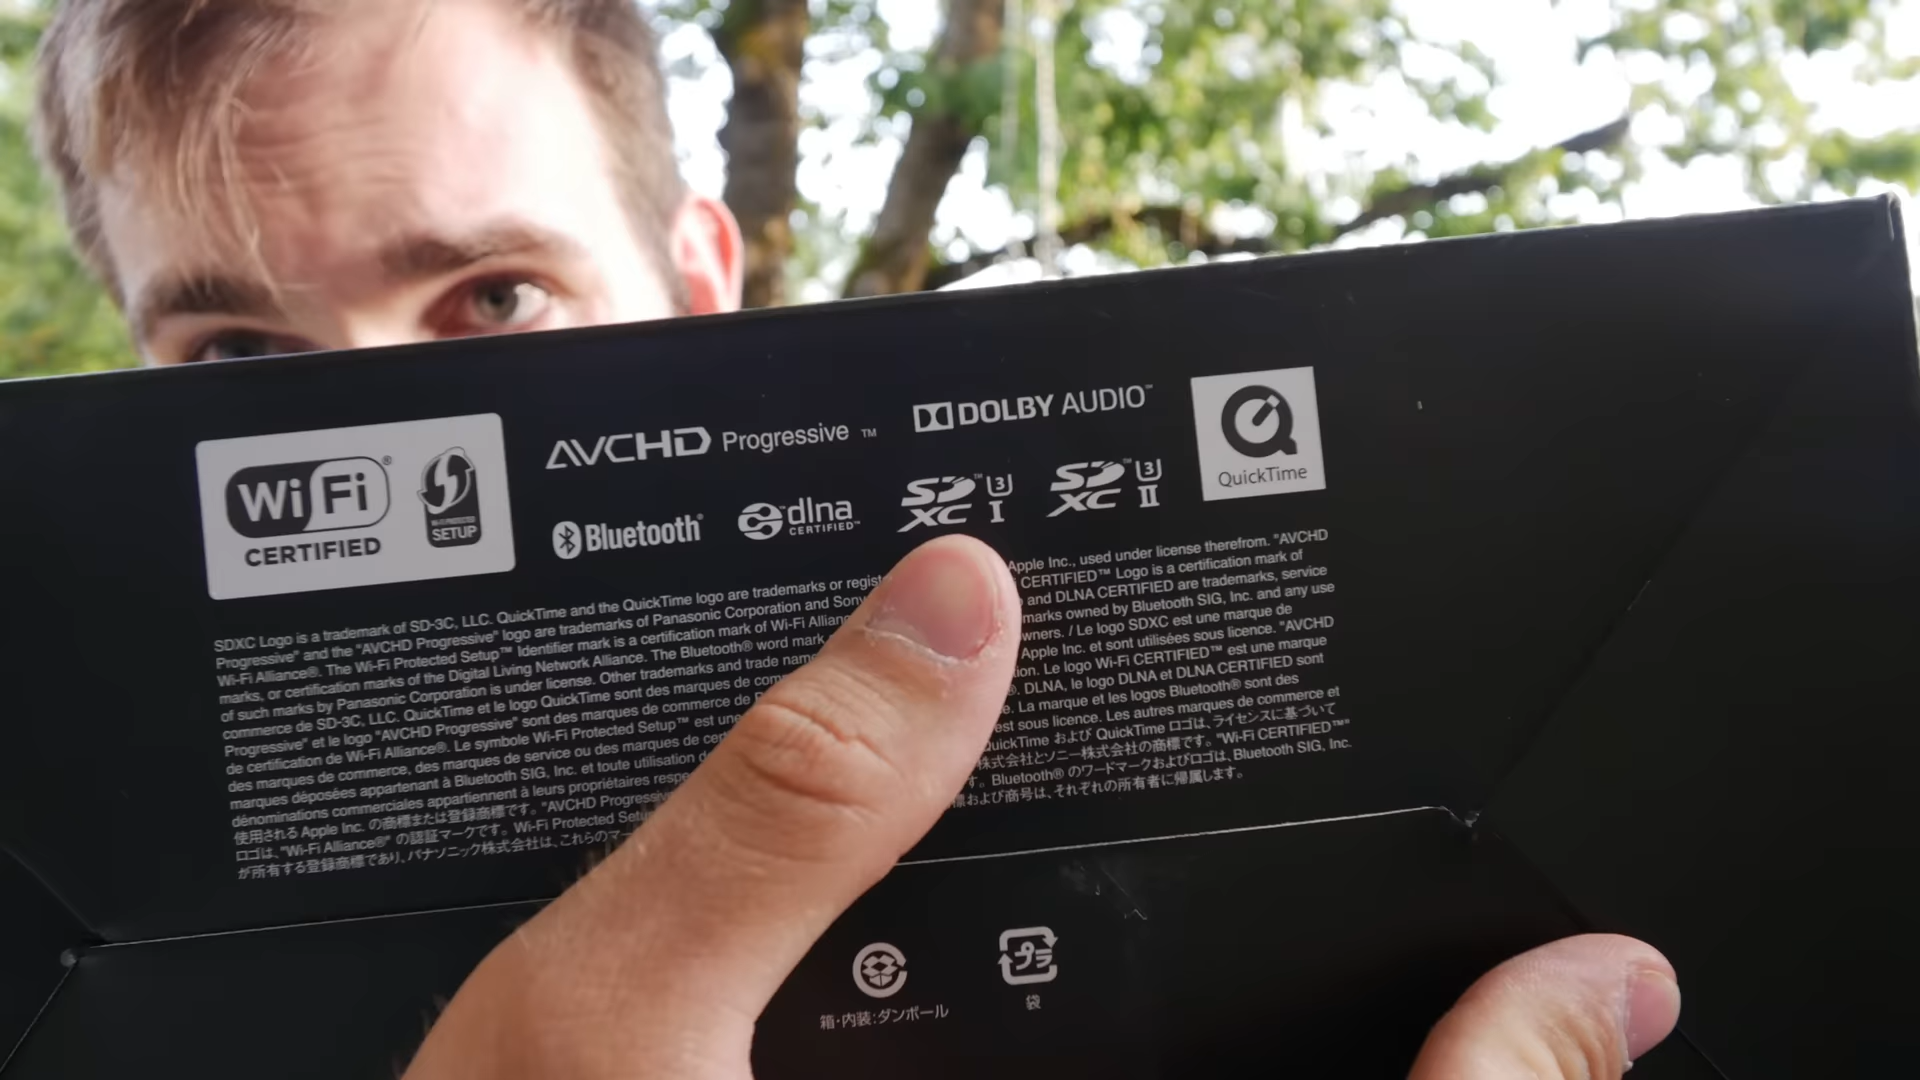 WiFi® CERTIFIED
WI-FI PROTECTED SETUP
AVCHD Progressive ™
DOLBY AUDIO™
QuickTime
Bluetooth®
dlna CERTIFIED™
SD XC ™ I 3
SD XC ™ II 3
SDXC Logo is a trademark of SD-3C, LLC. QuickTime and the QuickTime logo are trademarks or Apple Inc., used under license therefrom. "AVCHD
Progressive" and the "AVCHD Progressive" logo are trademarks of Panasonic Corporation and Sony CERTIFIED™ Logo is a certification mark of
Wi-Fi Alliance®. The Wi-Fi Protected Setup™ Identifier mark is a certification mark of Wi-Fi and DLNA CERTIFIED are trademarks, service
marks, or certification marks of the Digital Living Network Alliance. The Bluetooth® word mark marks owned by Bluetooth SIG, Inc. and any use
of such marks by Panasonic Corporation is under license. Other trademarks and trade / Le logo SDXC est une marque de
commerce de SD-3C, LLC. QuickTime et le logo QuickTime sont des marques de Apple Inc. et sont utilisées sous licence. "AVCHD
Progressive" et le logo "AVCHD Progressive" sont des marques de commerce de Le logo Wi-Fi CERTIFIED™ est une marque
de certification de Wi-Fi Alliance®. Le symbole Wi-Fi Protected Setup™ est une DLNA, le logo DLNA et DLNA CERTIFIED sont
des marques de commerce, des marques de service ou des marques de La marque et les logos Bluetooth® sont des
marques déposées appartenant à Bluetooth SIG, Inc. et toute utilisation est sous licence. Les autres marques de commerce et
dénominations commerciales appartiennent à leurs propriétaires QuickTime および QuickTime ロゴは、ライセンスに基づいて
使用される Apple Inc. の商標または登録商標です。 "AVCHD 株式会社とソニー株式会社の商標です。 "Wi-Fi CERTIFIED™"
ロゴは、"Wi-Fi Alliance®" の認証マークです。 Wi-Fi Protected Bluetooth® のワードマークおよびロゴは、Bluetooth SIG, Inc.
が所有する登録商標であり、パナソニック株式会社は、これらの および商号は、それぞれの所有者に帰属します。
プラ
箱・内装:ダンボール
袋